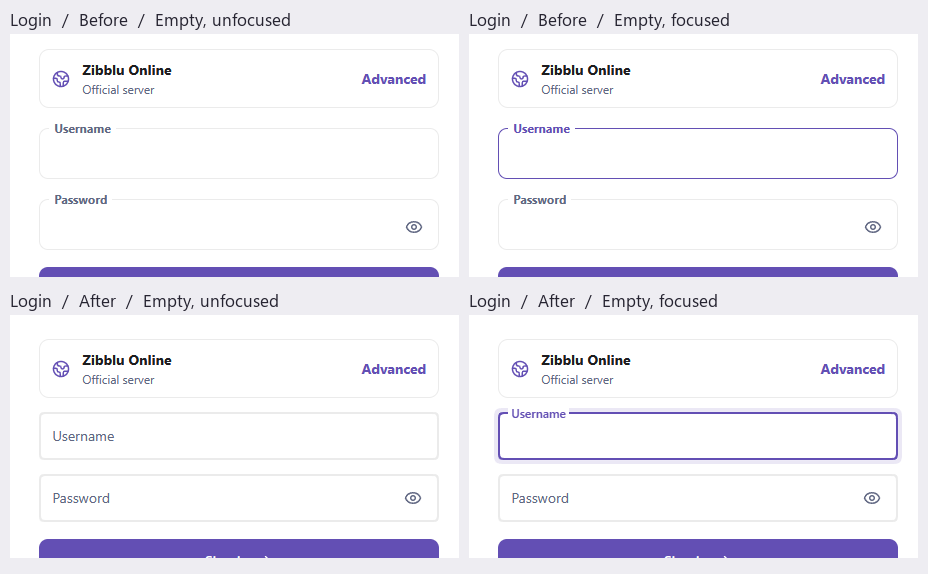 Login / Before / Empty, unfocused
Zibblu Online
Official server
Advanced
Username
Password
Login / Before / Empty, focused
Zibblu Online
Official server
Advanced
Username
Password
Login / After / Empty, unfocused
Zibblu Online
Official server
Advanced
Username
Password
Login / After / Empty, focused
Zibblu Online
Official server
Advanced
Username
Password